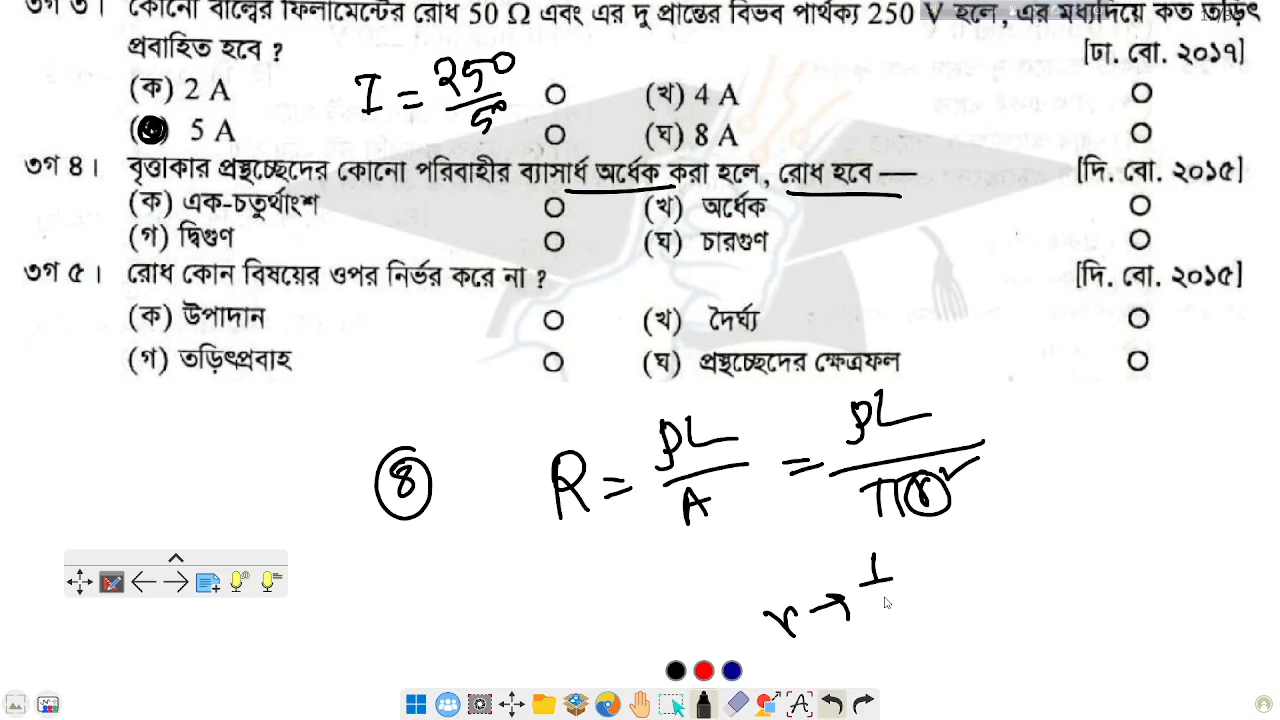 ৩গ ৩। কোনো বাল্বের ফিলামেন্টের রোধ 50 Ω এবং এর দু প্রান্তের বিভব পার্থক্য 250 V হলে, এর মধ্যদিয়ে কত তড়িৎ
প্রবাহিত হবে ? [ঢা. বো. ২০১৭]
I = 250/50
(ক) 2 A (খ) 4 A
5 A (ঘ) 8 A
৩গ ৪। বৃত্তাকার প্রস্থচ্ছেদের কোনো পরিবাহীর ব্যাসার্ধ অর্ধেক করা হলে, রোধ হবে — [দি. বো. ২০১৫]
(ক) এক-চতুর্থাংশ (খ) অর্ধেক
(গ) দ্বিগুণ (ঘ) চারগুণ
৩গ ৫। রোধ কোন বিষয়ের ওপর নির্ভর করে না ? [দি. বো. ২০১৫]
(ক) উপাদান (খ) দৈর্ঘ্য
(গ) তড়িৎপ্রবাহ (ঘ) প্রস্থচ্ছেদের ক্ষেত্রফল
৪ R = ρL/A = ρL/πr²
r → 1